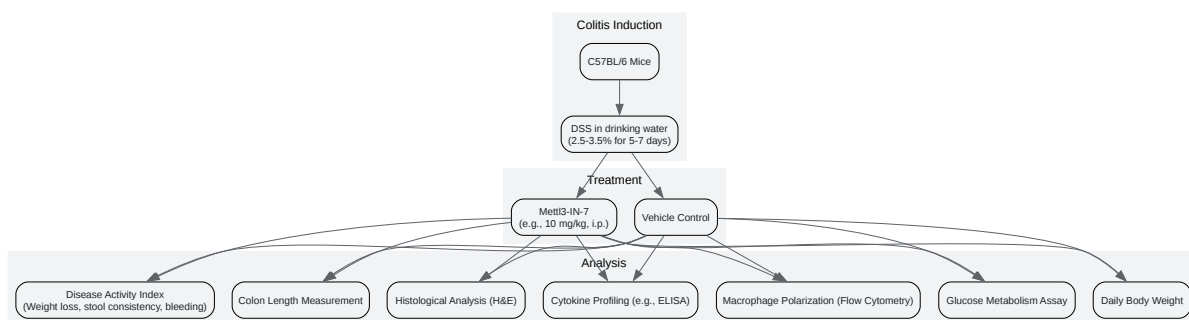 Colitis Induction
C57BL/6 Mice
DSS in drinking water
(2.5-3.5% for 5-7 days)
Treatment
Mettl3-IN-7
(e.g., 10 mg/kg, i.p.)
Vehicle Control
Analysis
Disease Activity Index
(Weight loss, stool consistency, bleeding)
Colon Length Measurement
Histological Analysis (H&E)
Cytokine Profiling (e.g., ELISA)
Macrophage Polarization (Flow Cytometry)
Glucose Metabolism Assay
Daily Body Weight